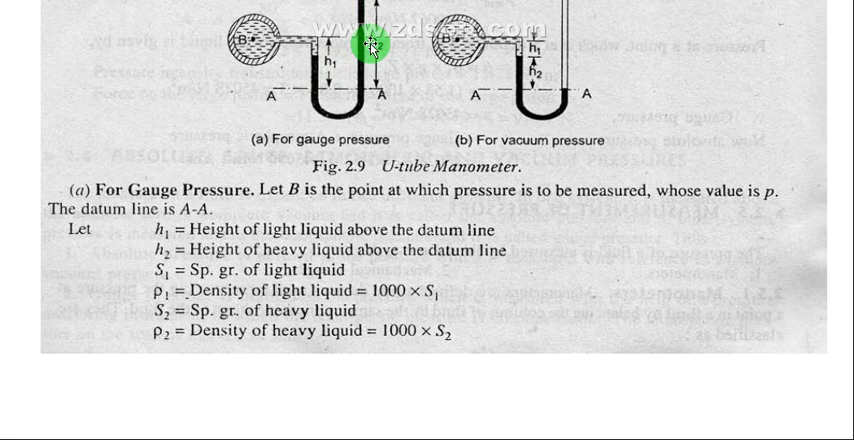 www.zds
B
h₁
2
A
A
B
h₁
h₂
A
A
(a) For gauge pressure
(b) For vacuum pressure
Fig. 2.9 U-tube Manometer.
(a) For Gauge Pressure. Let B is the point at which pressure is to be measured, whose value is p.
The datum line is A-A.
Let h₁ = Height of light liquid above the datum line
h₂ = Height of heavy liquid above the datum line
S₁ = Sp. gr. of light liquid
ρ₁ = Density of light liquid = 1000 × S₁
S₂ = Sp. gr. of heavy liquid
ρ₂ = Density of heavy liquid = 1000 × S₂